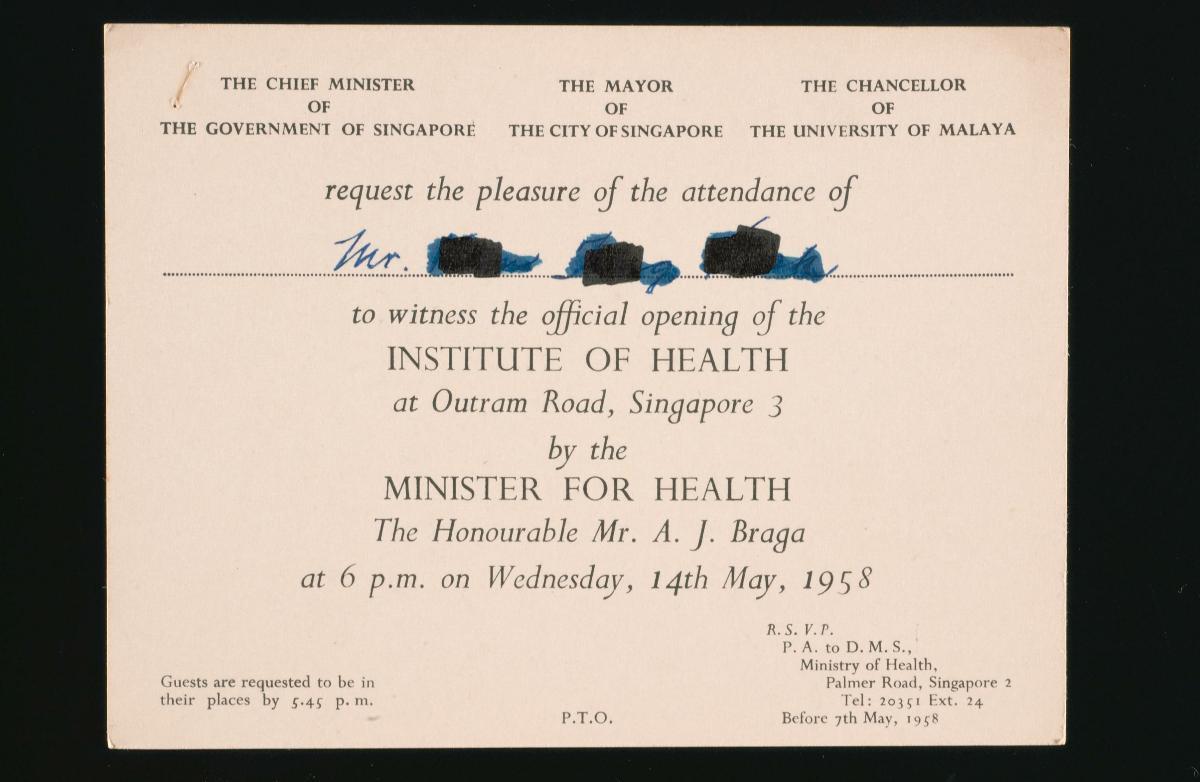 THE CHIEF MINISTER
OF
THE GOVERNMENT OF SINGAPORE
THE MAYOR
OF
THE CITY OF SINGAPORE
THE CHANCELLOR
OF
THE UNIVERSITY OF MALAYA
request the pleasure of the attendance of
Mr.
to witness the official opening of the
INSTITUTE OF HEALTH
at Outram Road, Singapore 3
by the
MINISTER FOR HEALTH
The Honourable Mr. A. J. Braga
at 6 p.m. on Wednesday, 14th May, 1958
Guests are requested to be in
their places by 5.45 p.m.
P.T.O.
R. S. V. P.
P. A. to D. M. S.,
Ministry of Health,
Palmer Road, Singapore 2
Tel: 20351 Ext. 24
Before 7th May, 1958